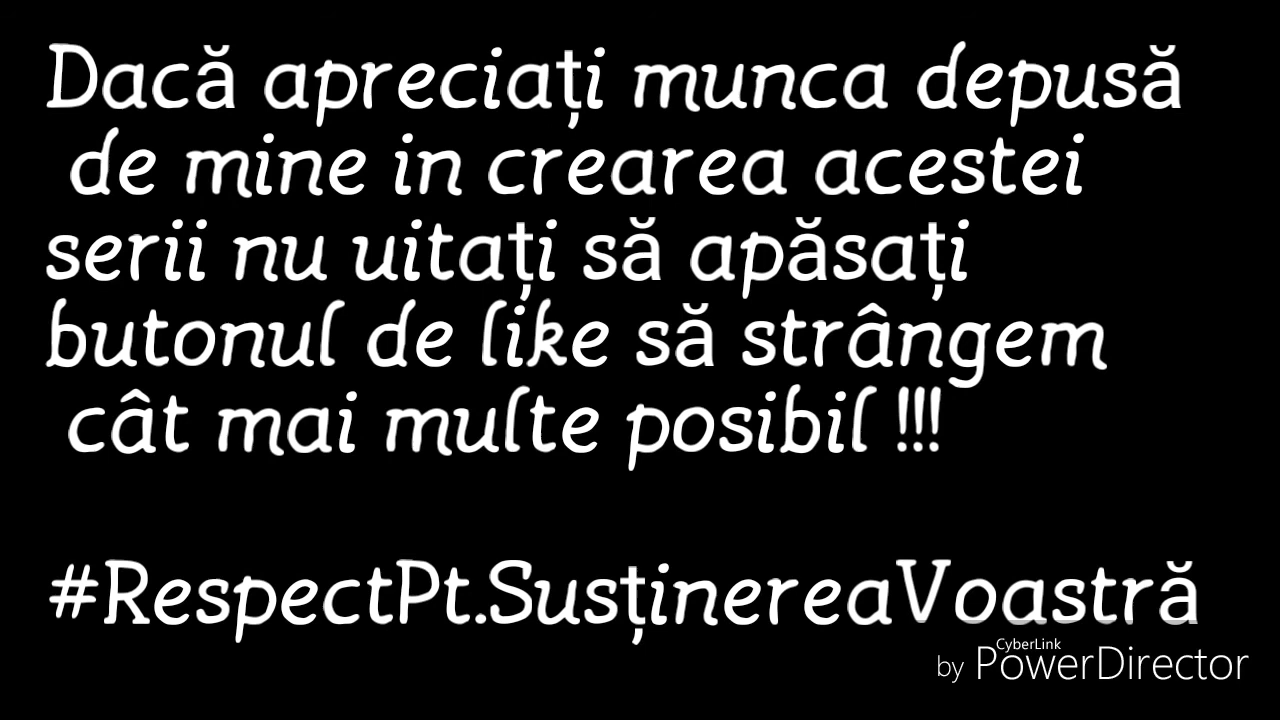 Dacă apreciați munca depusă
de mine in crearea acestei
serii nu uitați să apăsați
butonul de like să strângem
cât mai multe posibil !!!
#RespectPt.SusținereaVoastră
CyberLink
by PowerDirector